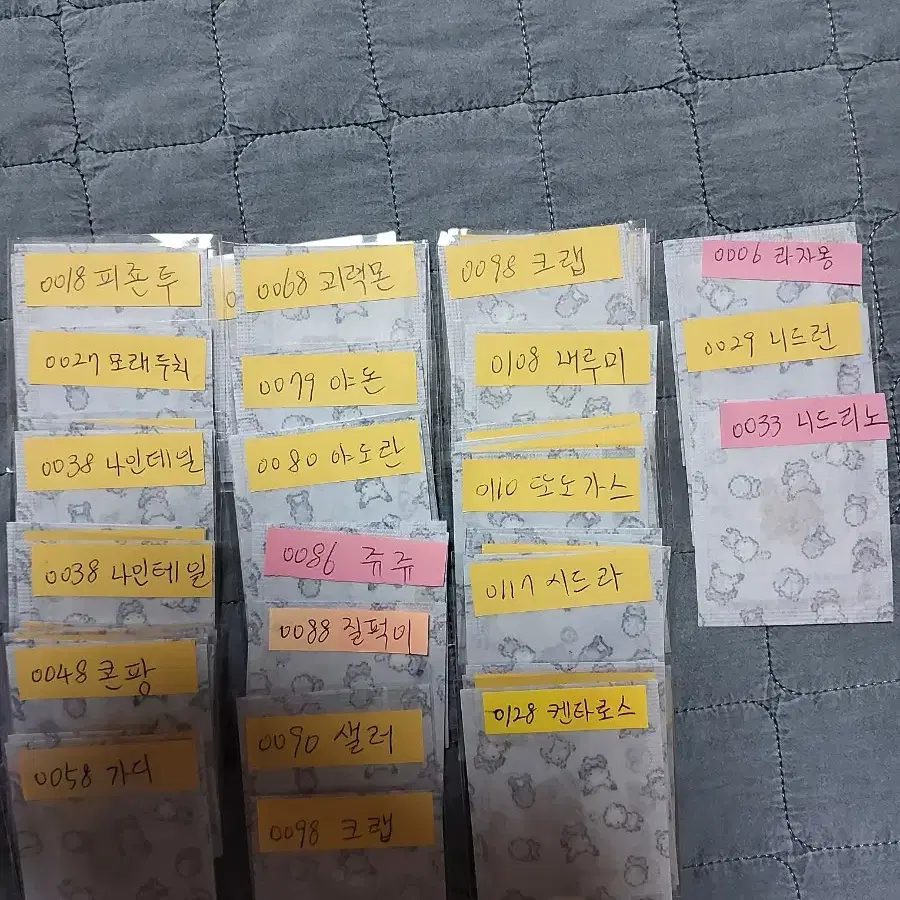 0018 피존투
0027 모래두지
0038 나인테일
0038 나인테일
0048 콘팡
0058 가디
0068 괴력몬
0079 야돈
0080 야도란
0086 쥬쥬
0088 질퍽이
0090 셀러
0098 크랩
0098 크랩
0108 내루미
0110 또도가스
0117 시드라
0128 켄타로스
0006 리자몽
0029 니드런
0033 니드리노